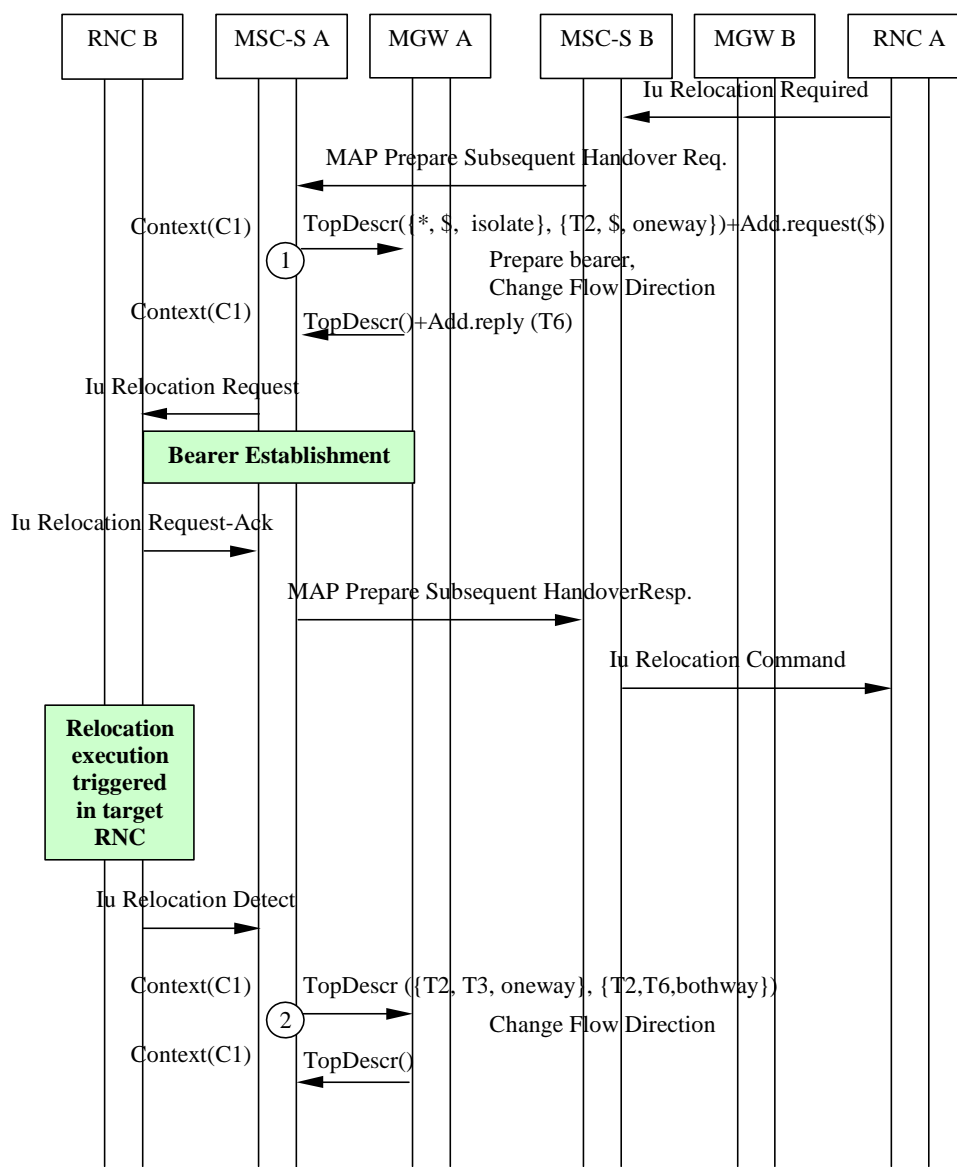 RNC B MSC-S A MGW A MSC-S B MGW B RNC A
Iu Relocation Required
MAP Prepare Subsequent Handover Req.
Context(C1) TopDescr({*, $, isolate}, {T2, $, oneway})+Add.request($)
1 Prepare bearer,
Change Flow Direction
Context(C1) TopDescr()+Add.reply (T6)
Iu Relocation Request
Bearer Establishment
Iu Relocation Request-Ack
MAP Prepare Subsequent HandoverResp.
Iu Relocation Command
Relocation
execution
triggered
in target
RNC
Iu Relocation Detect
Context(C1) TopDescr ({T2, T3, oneway}, {T2,T6,bothway})
2 Change Flow Direction
Context(C1) TopDescr()